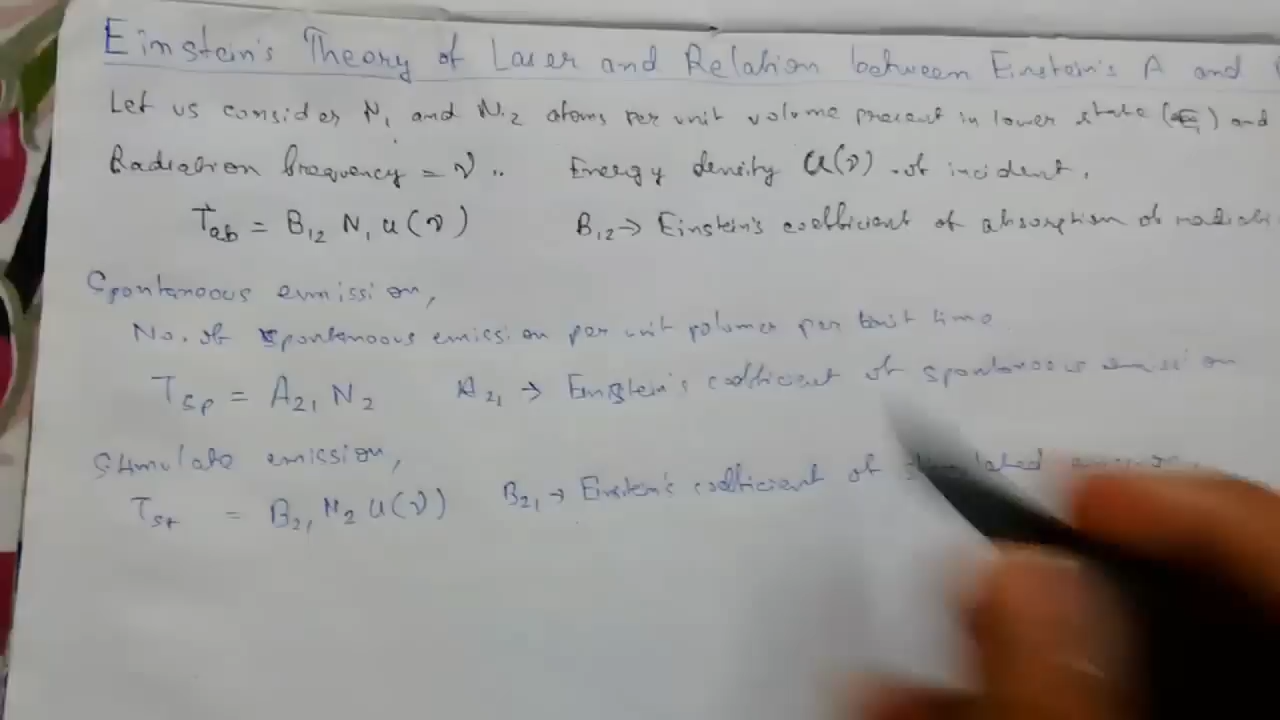 Einstein's Theory of Laser and Relation between Einstein's A and
Let us consider N₁ and N₂ atoms per unit volume present in lower state (E₁) and
Radiation frequency = ν .. Energy density u(ν) of incident.
T_ab = B₁₂ N₁ u(ν) B₁₂ → Einstein's coefficient of absorption of
Spontaneous emission,
No. of spontaneous emission per unit volume per unit time
T_sp = A₂₁ N₂ A₂₁ → Einstein's coefficient of spontaneous emission
Stimulate emission,
T_st = B₂₁ N₂ u(ν) B₂₁ → Einstein's coefficient of